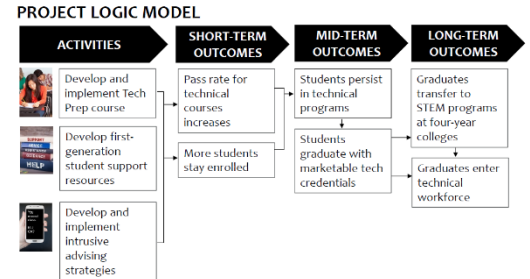 PROJECT LOGIC MODEL
ACTIVITIES
SHORT-TERM
OUTCOMES
MID-TERM
OUTCOMES
LONG-TERM
OUTCOMES
Develop and
implement Tech
Prep course
Develop first-
generation
student support
resources
HELP
Develop and
implement
intrusive
advising
strategies
Pass rate for
technical
courses
increases
More students
stay enrolled
Students persist
in technical
programs
Students
graduate with
marketable tech
credentials
Graduates
transfer to
STEM programs
at four-year
colleges
Graduates enter
technical
workforce